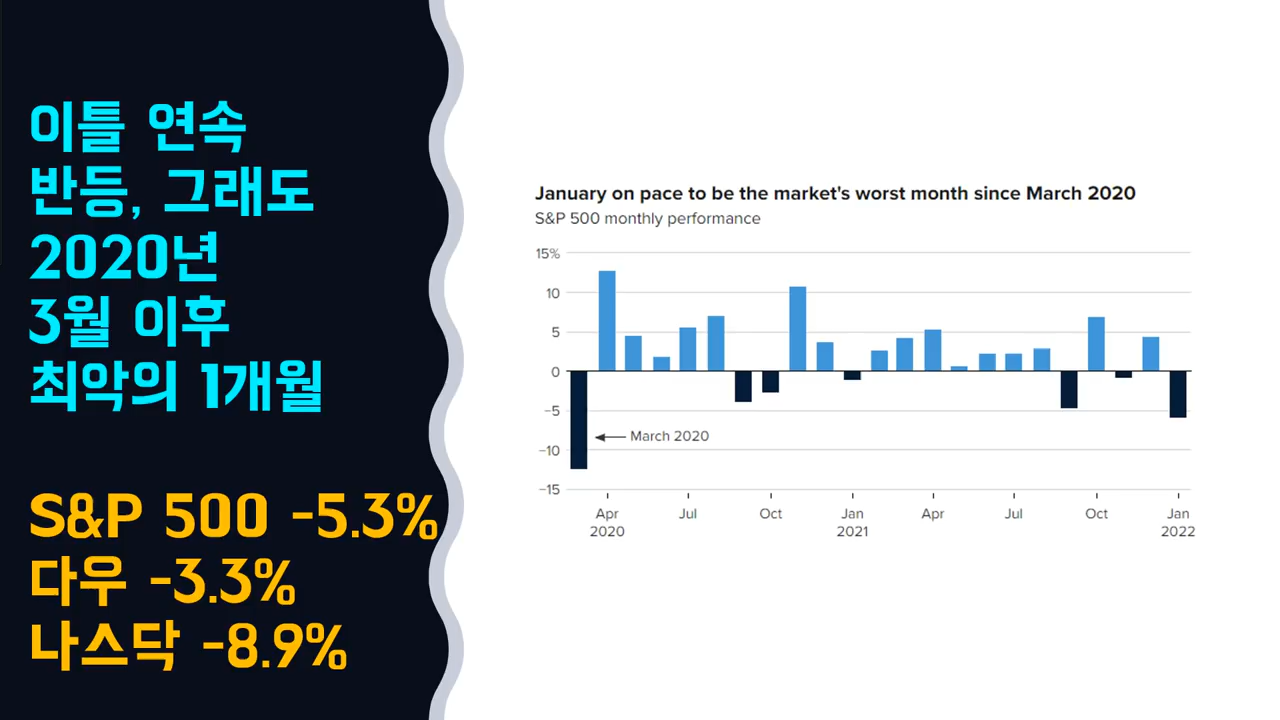 이틀 연속
반등, 그래도
2020년
3월 이후
최악의 1개월
S&P 500 -5.3%
다우 -3.3%
나스닥 -8.9%
January on pace to be the market's worst month since March 2020
S&P 500 monthly performance
15%
10
5
0
−5
−10
−15
March 2020
Apr Jul Oct Jan Apr Jul Oct Jan
2020 2021 2022